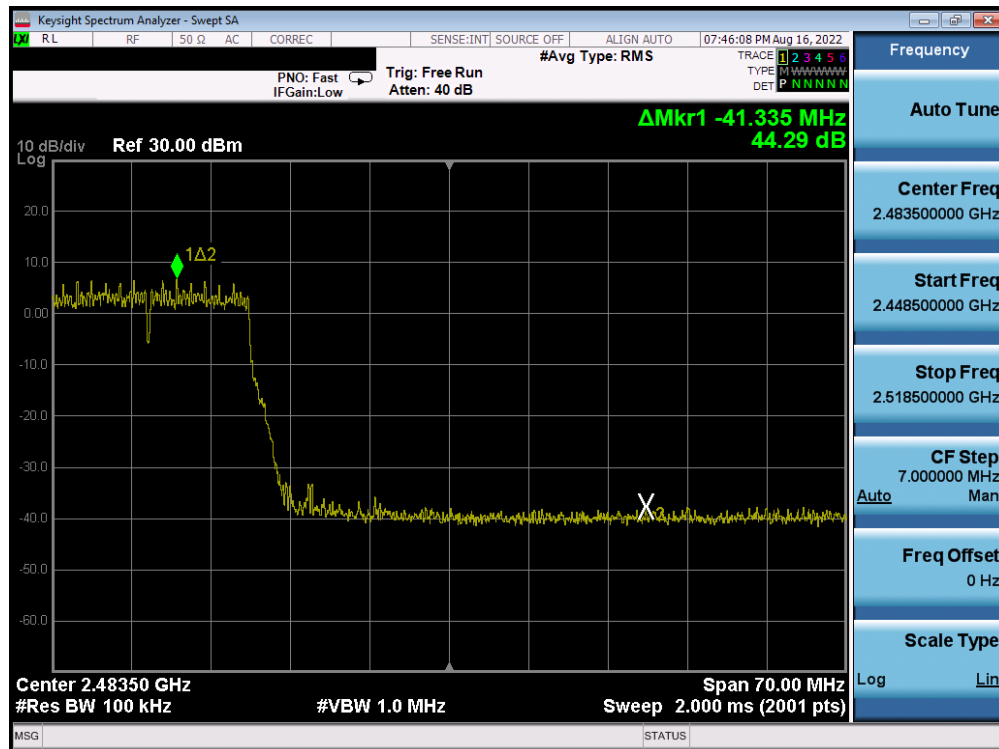 Keysight Spectrum Analyzer - Swept SA
LXI RL RF 50 Ω AC CORREC SENSE:INT SOURCE OFF ALIGN AUTO 07:46:08 PM Aug 16, 2022
#Avg Type: RMS
TRACE 1 2 3 4 5 6
TYPE M WWWWW
DET P N N N N N
PNO: Fast
IFGain:Low
Trig: Free Run
Atten: 40 dB
ΔMkr1 -41.335 MHz
44.29 dB
10 dB/div Ref 30.00 dBm
Log
20.0
1Δ2
10.0
0.00
-10.0
-20.0
-30.0
-40.0
X2
-50.0
-60.0
Center 2.48350 GHz Span 70.00 MHz
#Res BW 100 kHz #VBW 1.0 MHz Sweep 2.000 ms (2001 pts)
MSG STATUS
Frequency
Auto Tune
Center Freq
2.483500000 GHz
Start Freq
2.448500000 GHz
Stop Freq
2.518500000 GHz
CF Step
7.000000 MHz
Auto Man
Freq Offset
0 Hz
Scale Type
Log Lin